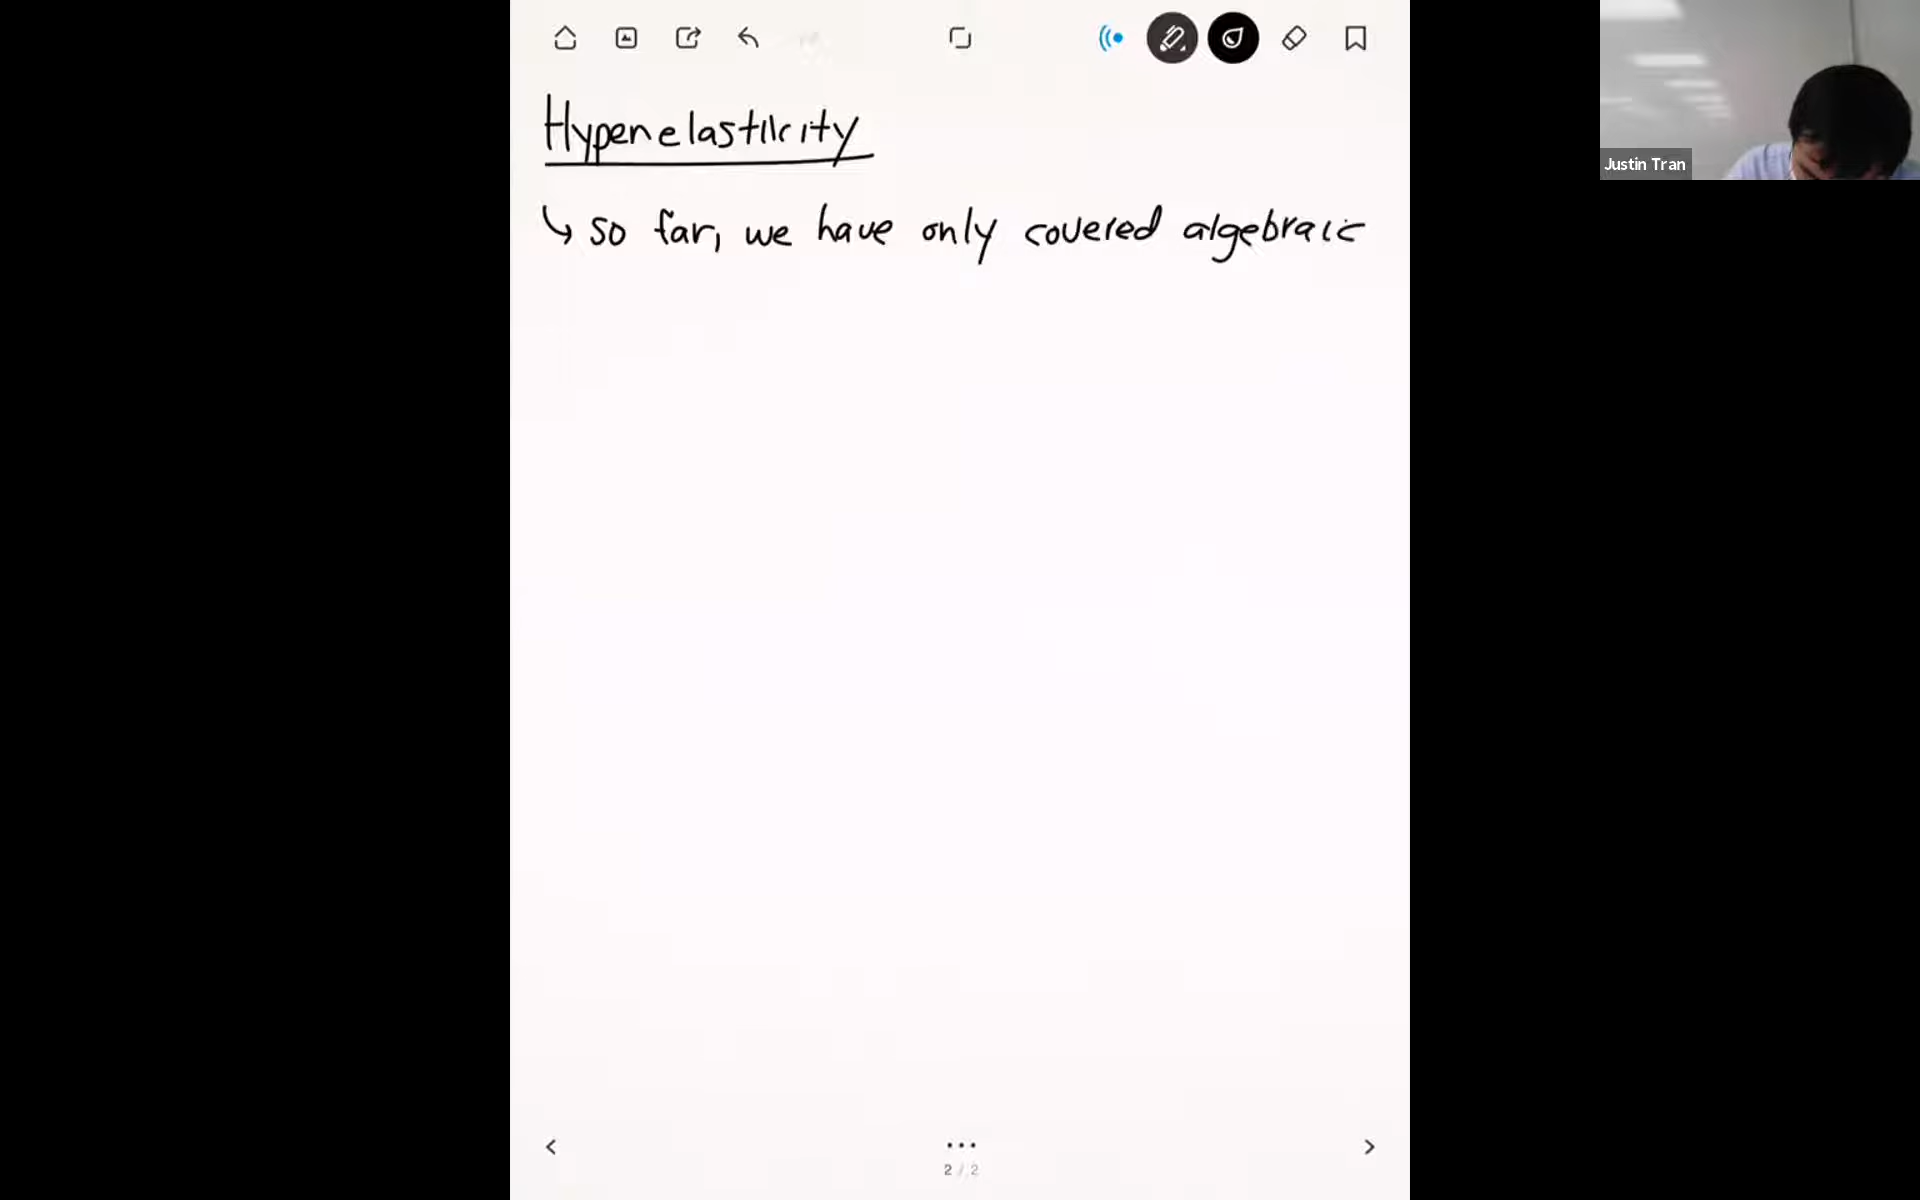 Hyperelasticity
↳ so far, we have only covered algebraic
Justin Tran
2 / 2